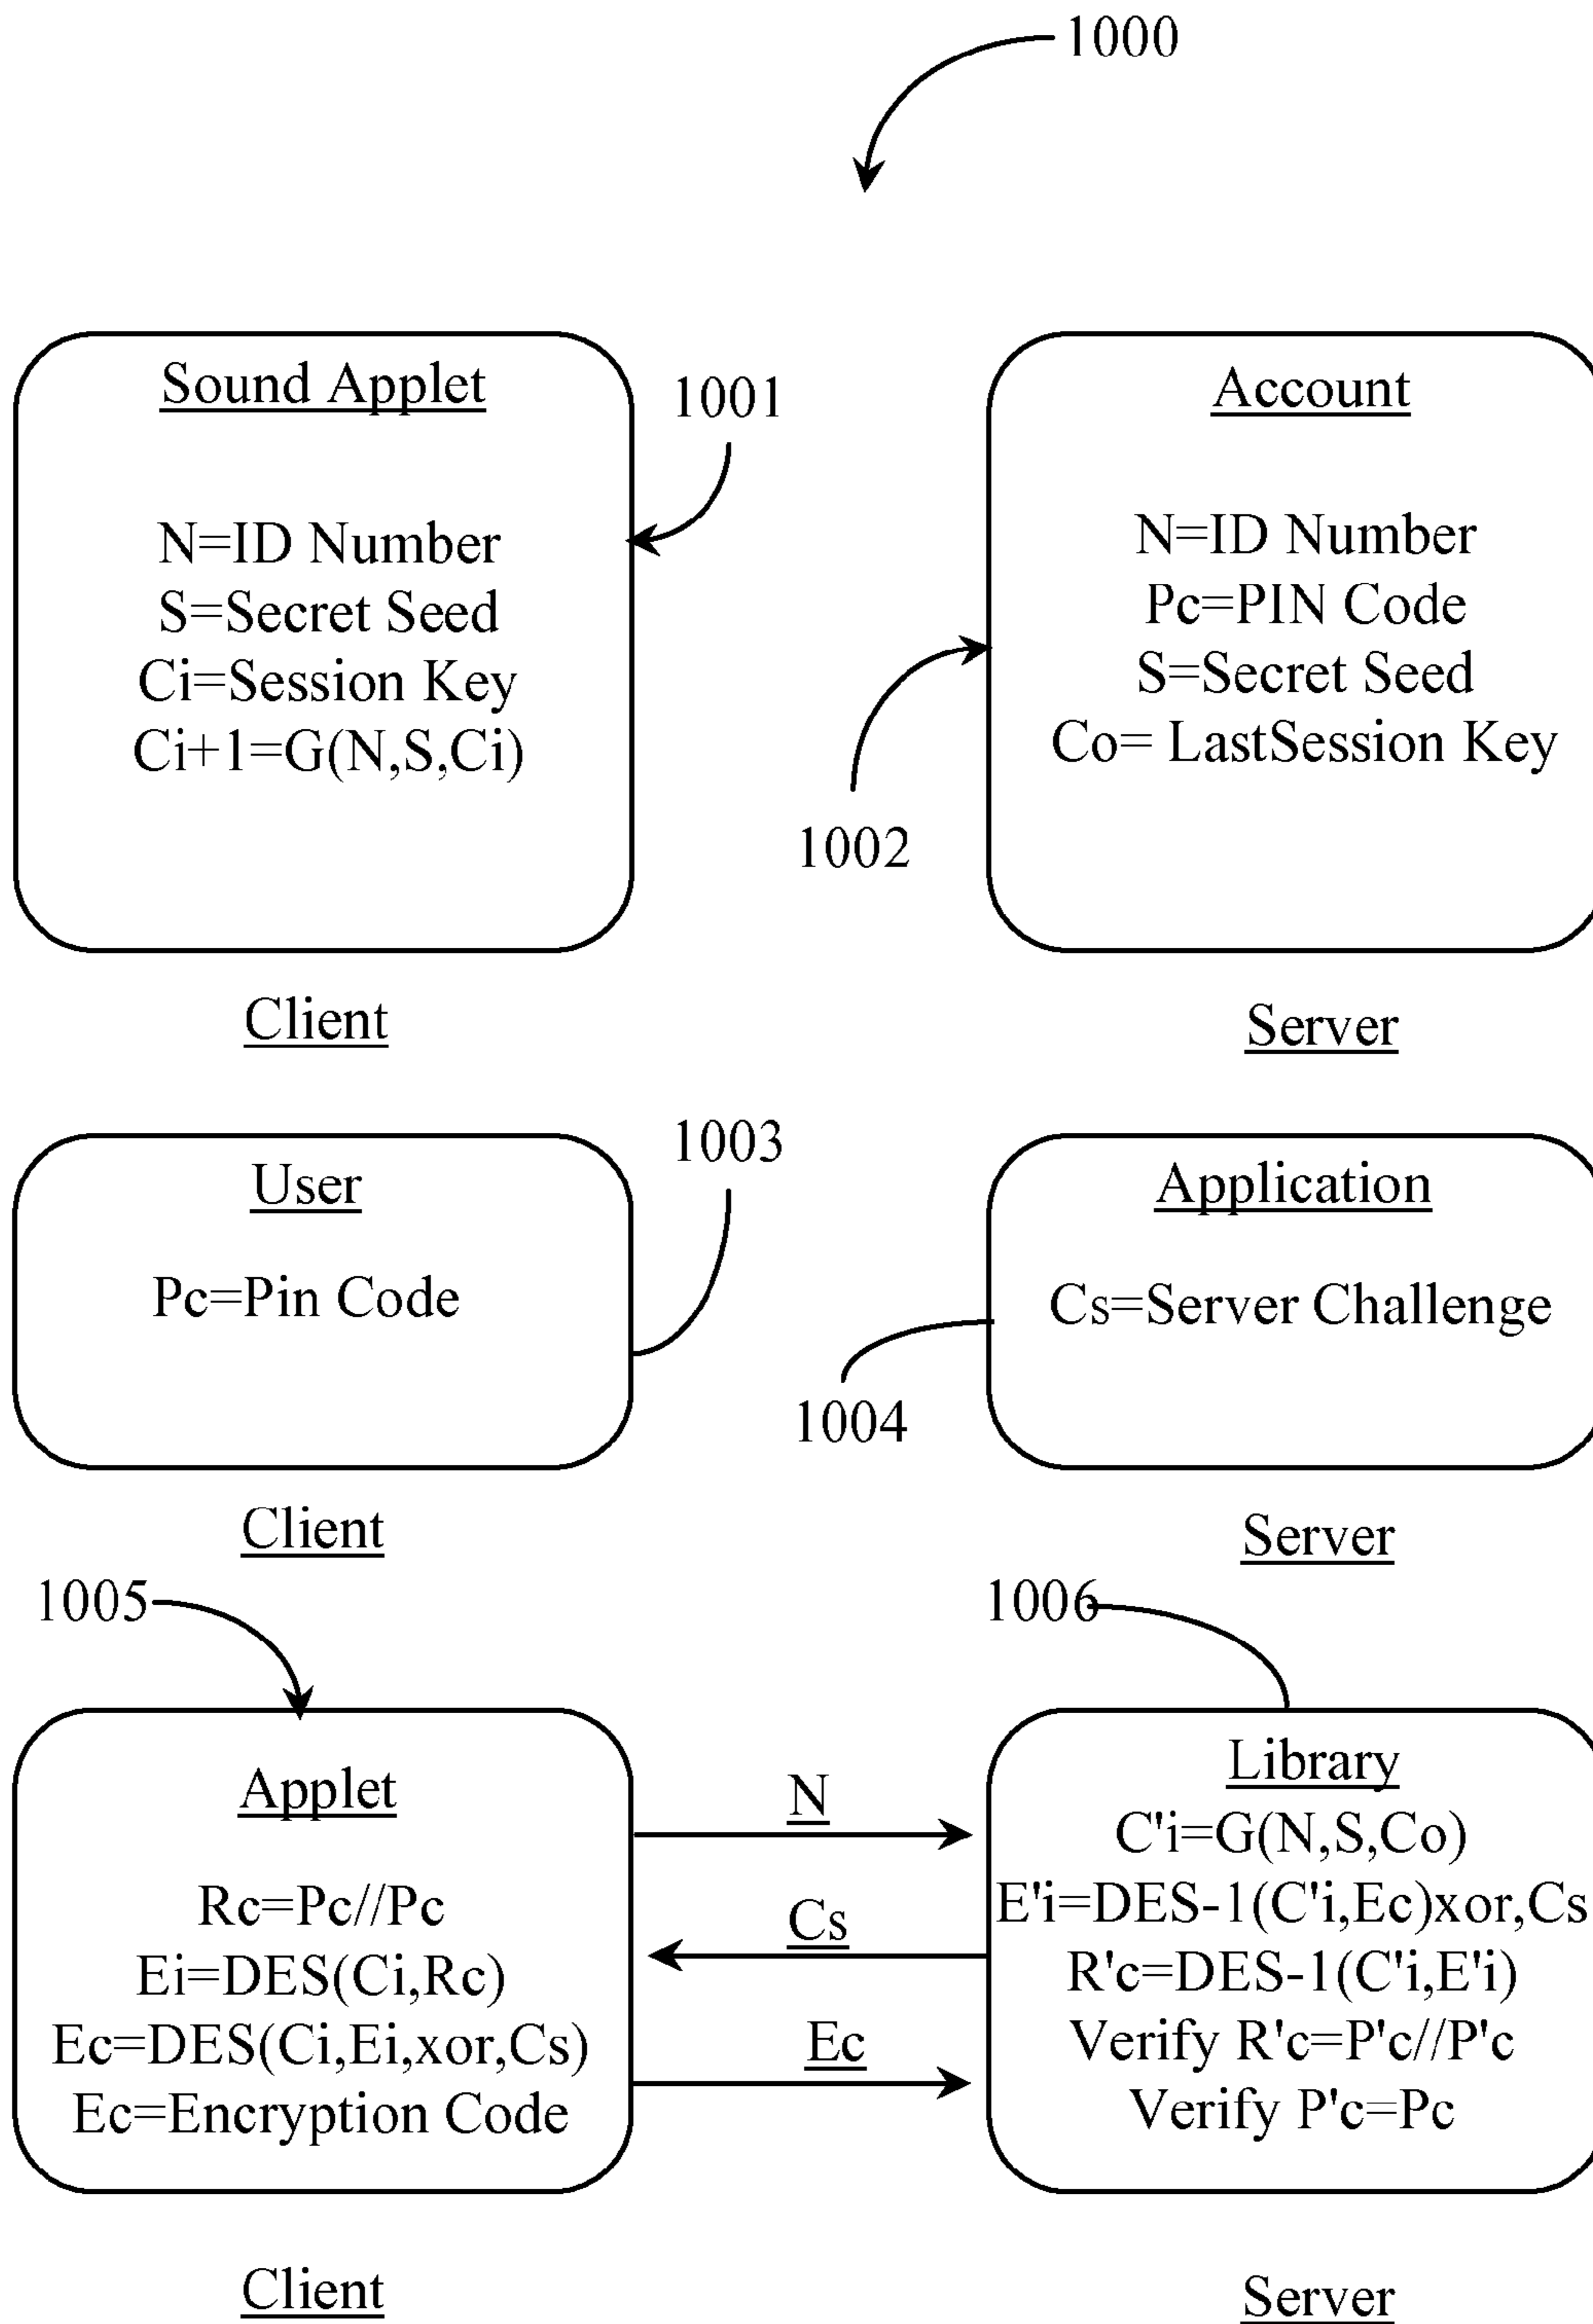 1000
Sound Applet
N=ID Number
S=Secret Seed
Ci=Session Key
Ci+1=G(N,S,Ci)
1001
Account
N=ID Number
Pc=PIN Code
S=Secret Seed
Co= LastSession Key
1002
Client
Server
User
Pc=Pin Code
1003
Application
Cs=Server Challenge
1004
Client
Server
1005
1006
Applet
Rc=Pc//Pc
Ei=DES(Ci,Rc)
Ec=DES(Ci,Ei,xor,Cs)
Ec=Encryption Code
N
Cs
Ec
Library
C'i=G(N,S,Co)
E'i=DES-1(C'i,Ec)xor,Cs
R'c=DES-1(C'i,E'i)
Verify R'c=P'c//P'c
Verify P'c=Pc
Client
Server